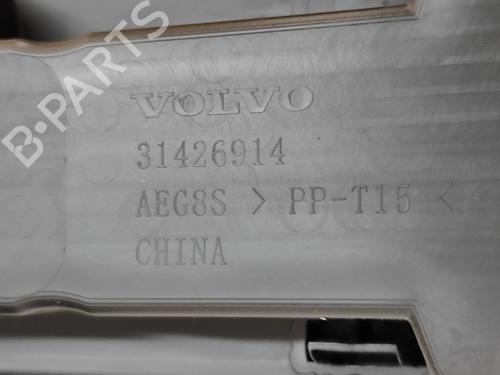 B-PARTS
VOLVO
31426914
AEG8S > PP-T15 <
CHINA